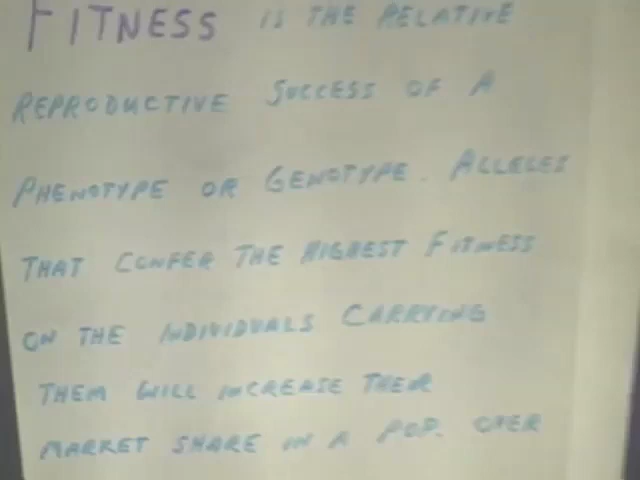 FITNESS IS THE RELATIVE
REPRODUCTIVE SUCCESS OF A
PHENOTYPE OR GENOTYPE. ALLELES
THAT CONFER THE HIGHEST FITNESS
ON THE INDIVIDUALS CARRYING
THEM WILL INCREASE THEIR
MARKET SHARE IN A POP. OVER